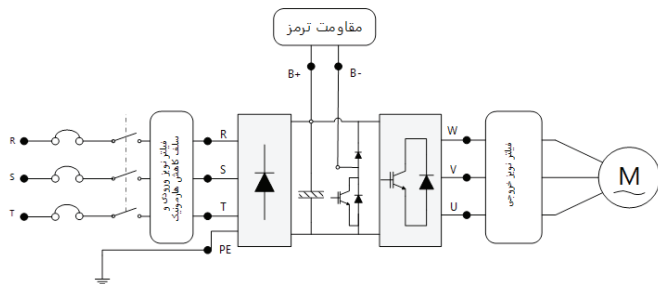 مقاومت ترمز
B+
B-
R
S
T
فیلتر نویز ورودی و
سلف کاهش هارمونیک
R
S
T
PE
W
V
U
فیلتر نویز خروجی
M